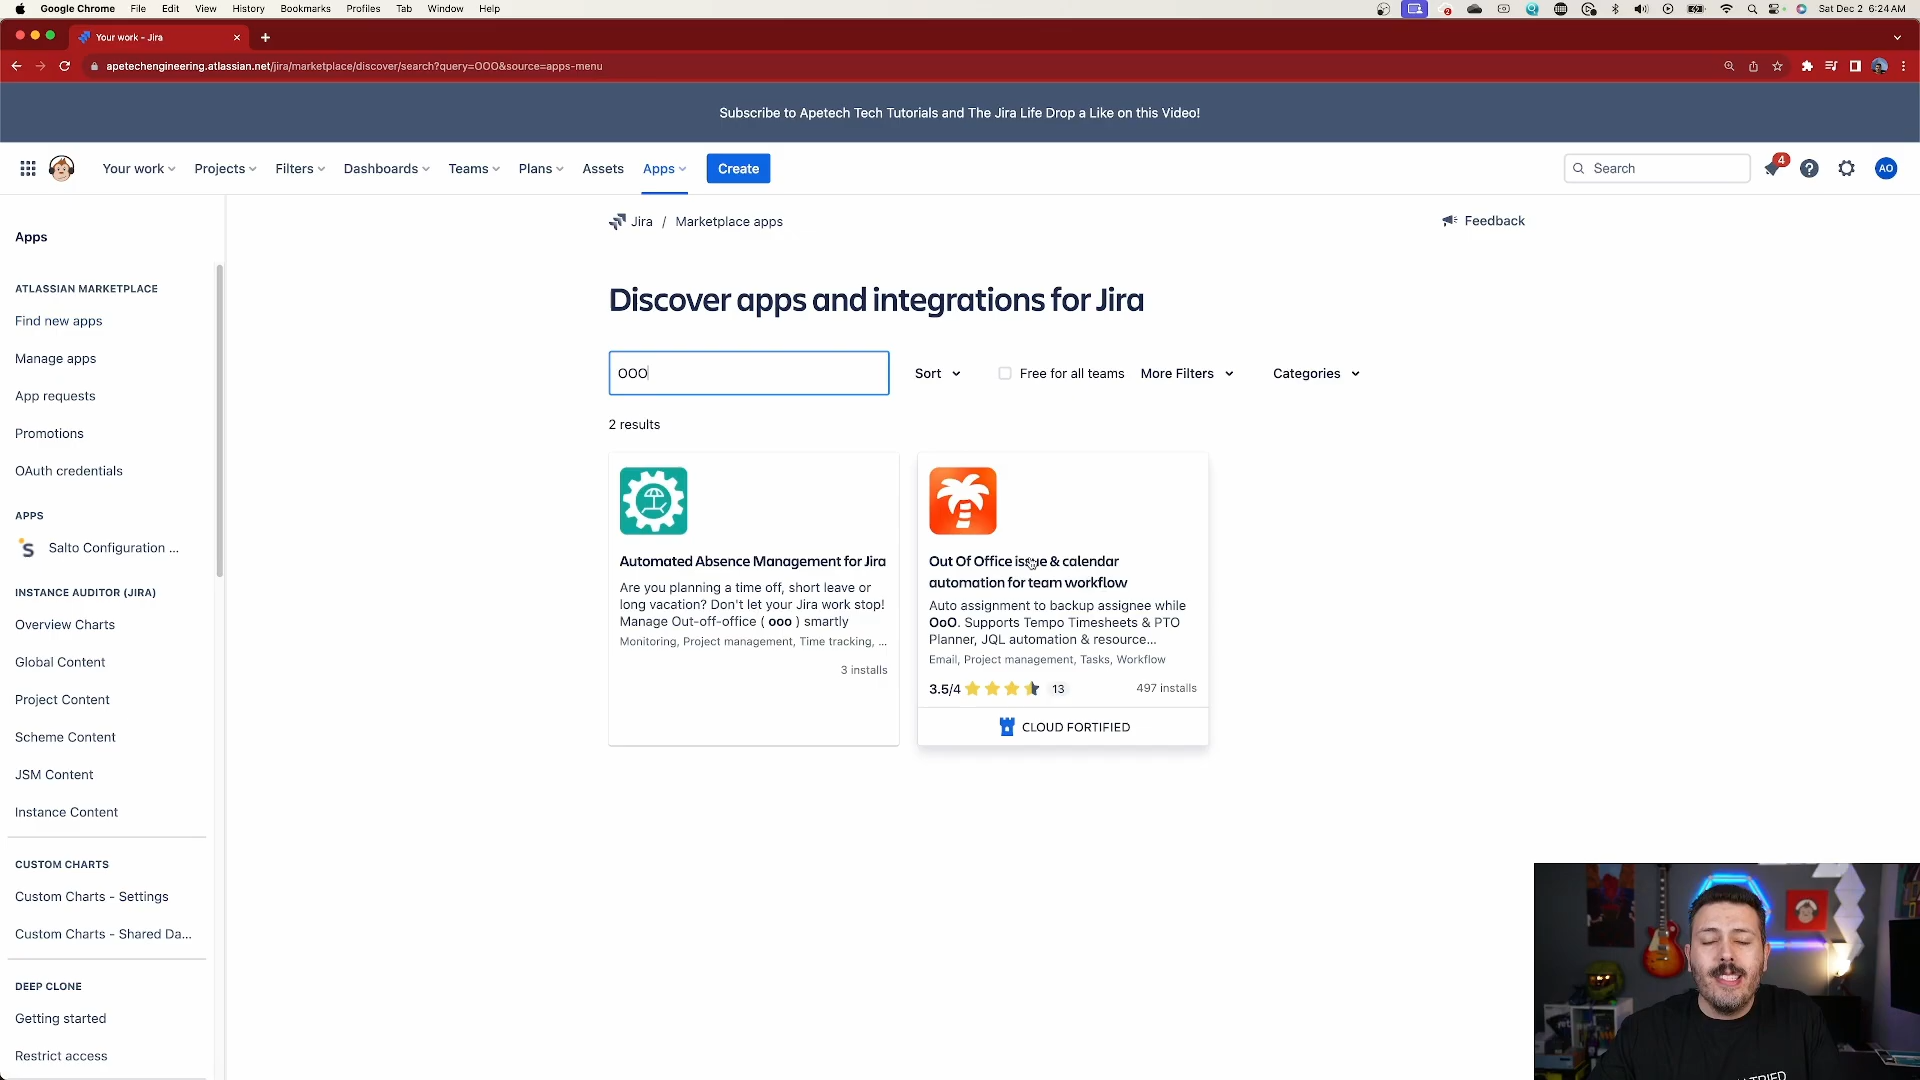 Google Chrome File Edit View History Bookmarks Profiles Tab Window Help
2
Sat Dec 2 6:24 AM
Your work - Jira
apetechengineering.atlassian.net/jira/marketplace/discover/search?query=OOO&source=apps-menu
Subscribe to Apetech Tech Tutorials and The Jira Life Drop a Like on this Video!
Your work Projects Filters Dashboards Teams Plans Assets Apps Create
Search
4
AO
Apps
ATLASSIAN MARKETPLACE
Find new apps
Manage apps
App requests
Promotions
OAuth credentials
APPS
S
Salto Configuration ...
INSTANCE AUDITOR (JIRA)
Overview Charts
Global Content
Project Content
Scheme Content
JSM Content
Instance Content
CUSTOM CHARTS
Custom Charts - Settings
Custom Charts - Shared Da...
DEEP CLONE
Getting started
Restrict access
Jira / Marketplace apps
Feedback
Discover apps and integrations for Jira
OOO
Sort
Free for all teams
More Filters
Categories
2 results
Automated Absence Management for Jira
Are you planning a time off, short leave or
long vacation? Don't let your Jira work stop!
Manage Out-off-office ( ooo ) smartly
Monitoring, Project management, Time tracking, ...
3 installs
Out Of Office issue & calendar
automation for team workflow
Auto assignment to backup assignee while
OoO. Supports Tempo Timesheets & PTO
Planner, JQL automation & resource...
Email, Project management, Tasks, Workflow
3.5/4
13
497 installs
CLOUD FORTIFIED